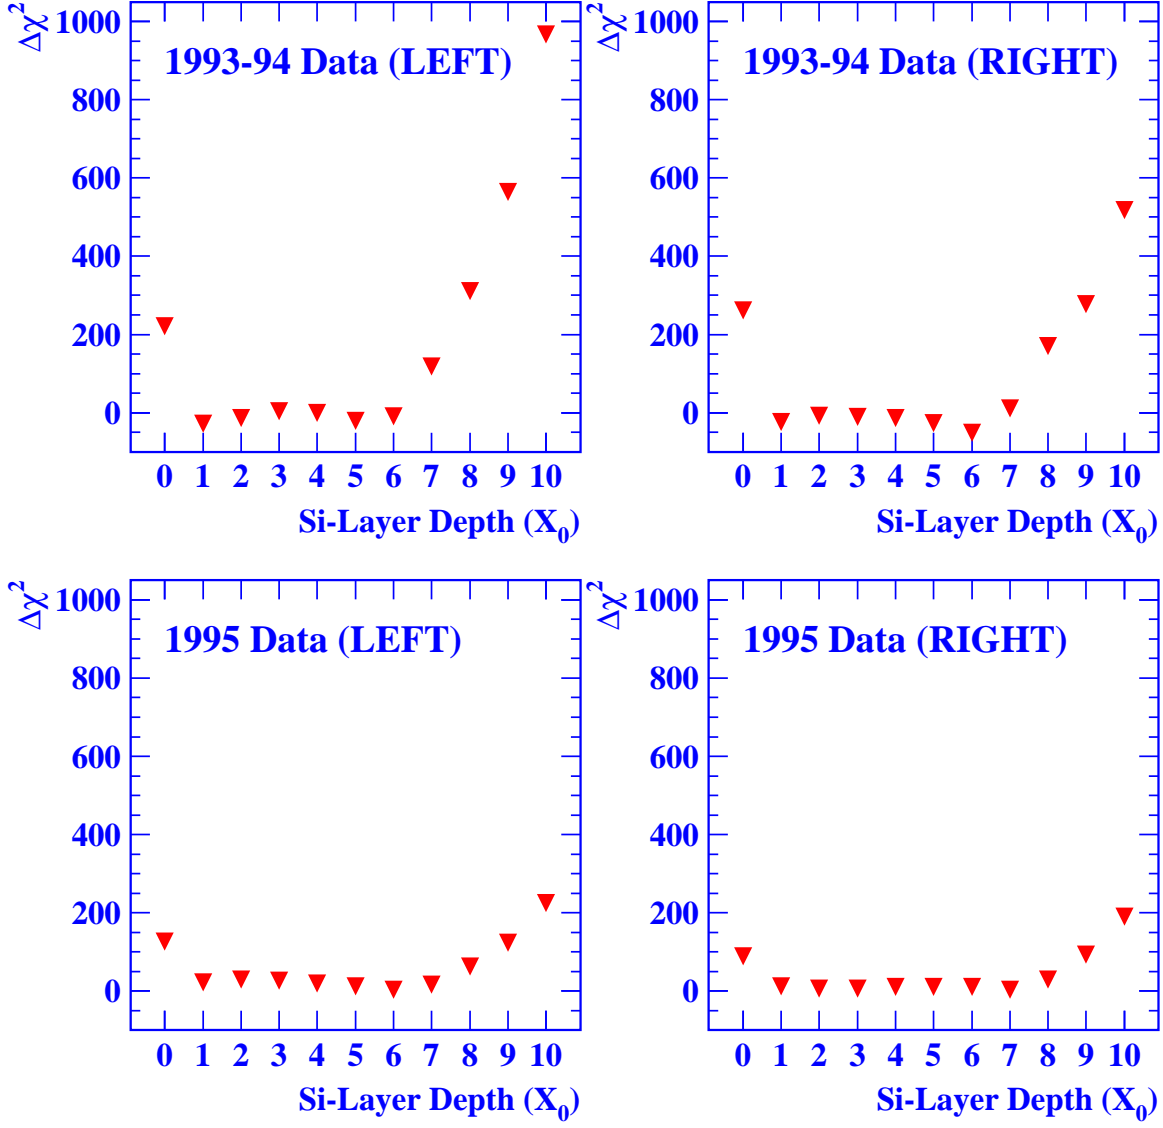 Δχ²
1000
800
600
400
200
0
1993-94 Data (LEFT)
0 1 2 3 4 5 6 7 8 9 10
Si-Layer Depth (X₀)
Δχ²
1000
800
600
400
200
0
1993-94 Data (RIGHT)
0 1 2 3 4 5 6 7 8 9 10
Si-Layer Depth (X₀)
Δχ²
1000
800
600
400
200
0
1995 Data (LEFT)
0 1 2 3 4 5 6 7 8 9 10
Si-Layer Depth (X₀)
Δχ²
1000
800
600
400
200
0
1995 Data (RIGHT)
0 1 2 3 4 5 6 7 8 9 10
Si-Layer Depth (X₀)